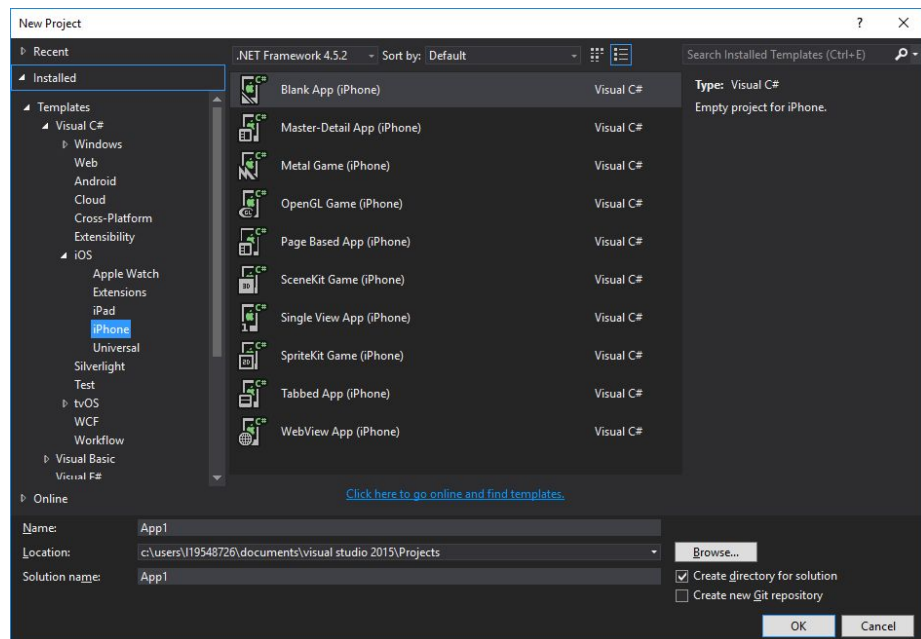 New Project
? ×
Recent
.NET Framework 4.5.2 Sort by: Default
Search Installed Templates (Ctrl+E)
Installed
Templates
Visual C#
Windows
Web
Android
Cloud
Cross-Platform
Extensibility
iOS
Apple Watch
Extensions
iPad
iPhone
Universal
Silverlight
Test
tvOS
WCF
Workflow
Visual Basic
Visual F#
Online
Blank App (iPhone) Visual C#
Master-Detail App (iPhone) Visual C#
Metal Game (iPhone) Visual C#
OpenGL Game (iPhone) Visual C#
Page Based App (iPhone) Visual C#
SceneKit Game (iPhone) Visual C#
Single View App (iPhone) Visual C#
SpriteKit Game (iPhone) Visual C#
Tabbed App (iPhone) Visual C#
WebView App (iPhone) Visual C#
Click here to go online and find templates.
Type: Visual C#
Empty project for iPhone.
Name: App1
Location: c:\users\I19548726\documents\visual studio 2015\Projects
Browse...
Solution name: App1
Create directory for solution
Create new Git repository
OK Cancel